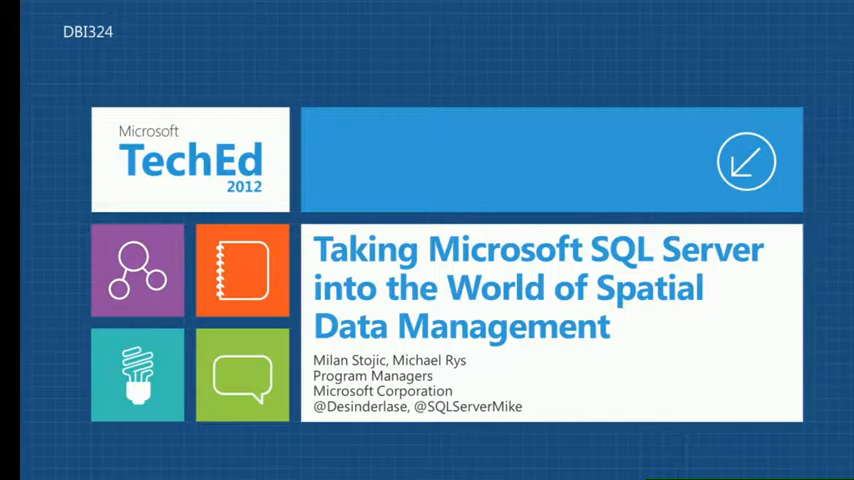 DBI324
Microsoft
TechEd
2012
Taking Microsoft SQL Server
into the World of Spatial
Data Management
Milan Stojic, Michael Rys
Program Managers
Microsoft Corporation
@Desinderlase, @SQLServerMike